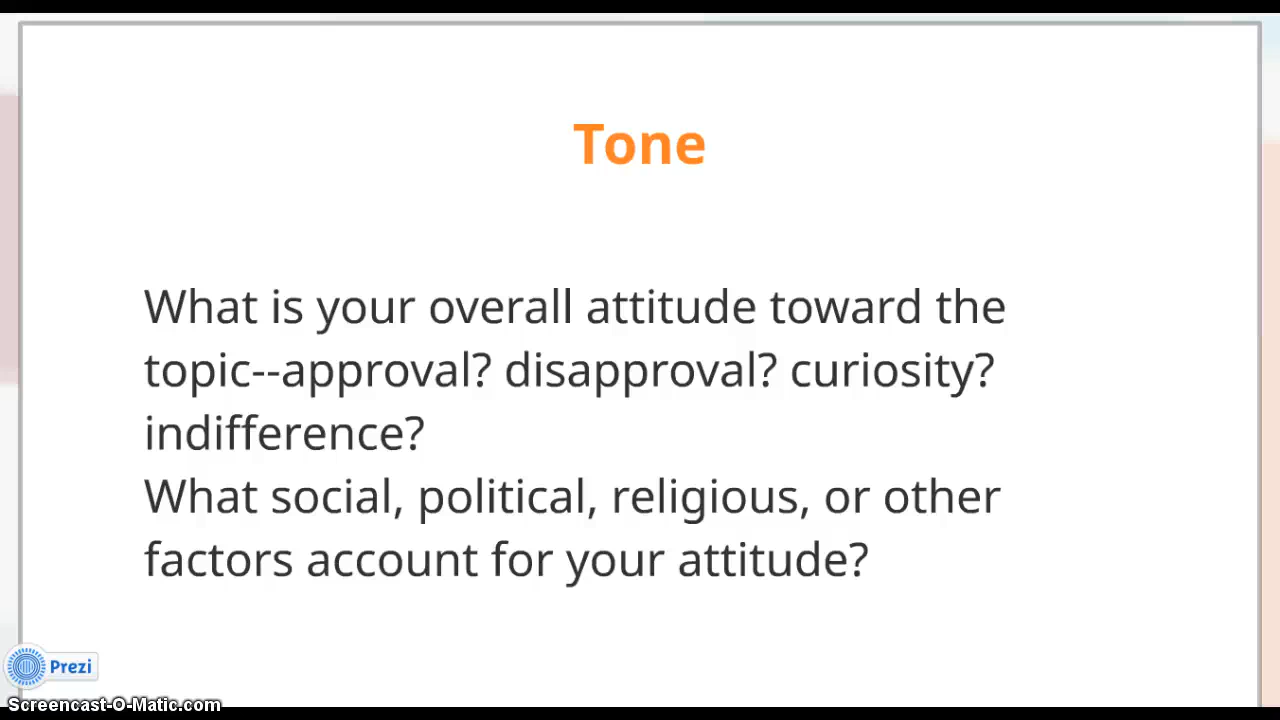 Tone
What is your overall attitude toward the
topic--approval? disapproval? curiosity?
indifference?
What social, political, religious, or other
factors account for your attitude?
Prezi
Screencast-O-Matic.com